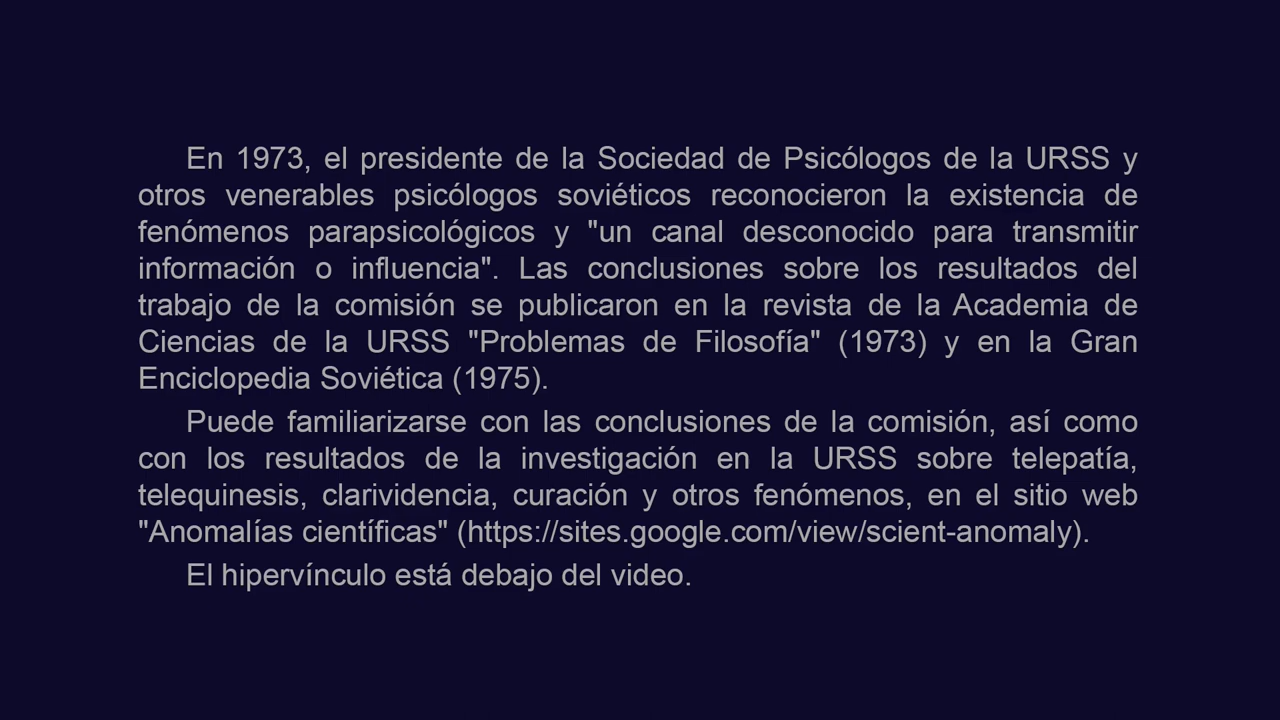 En 1973, el presidente de la Sociedad de Psicólogos de la URSS y
otros venerables psicólogos soviéticos reconocieron la existencia de
fenómenos parapsicológicos y "un canal desconocido para transmitir
información o influencia". Las conclusiones sobre los resultados del
trabajo de la comisión se publicaron en la revista de la Academia de
Ciencias de la URSS "Problemas de Filosofía" (1973) y en la Gran
Enciclopedia Soviética (1975).
Puede familiarizarse con las conclusiones de la comisión, así como
con los resultados de la investigación en la URSS sobre telepatía,
telequinesis, clarividencia, curación y otros fenómenos, en el sitio web
"Anomalías científicas" (https://sites.google.com/view/scient-anomaly).
El hipervínculo está debajo del video.